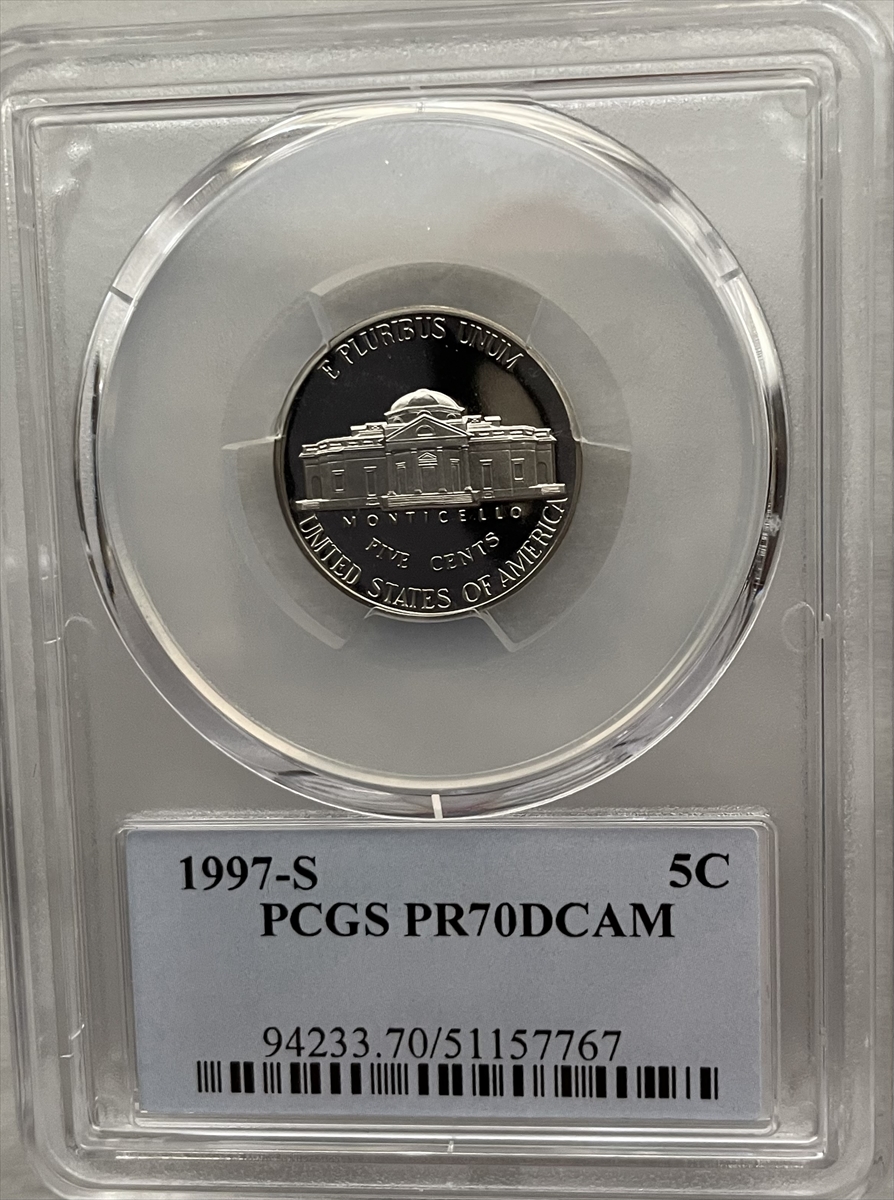 E PLURIBUS UNUM
MONTICELLO
FIVE CENTS
UNITED STATES OF AMERICA
1997-S 5C
PCGS PR70DCAM
94233.70/51157767